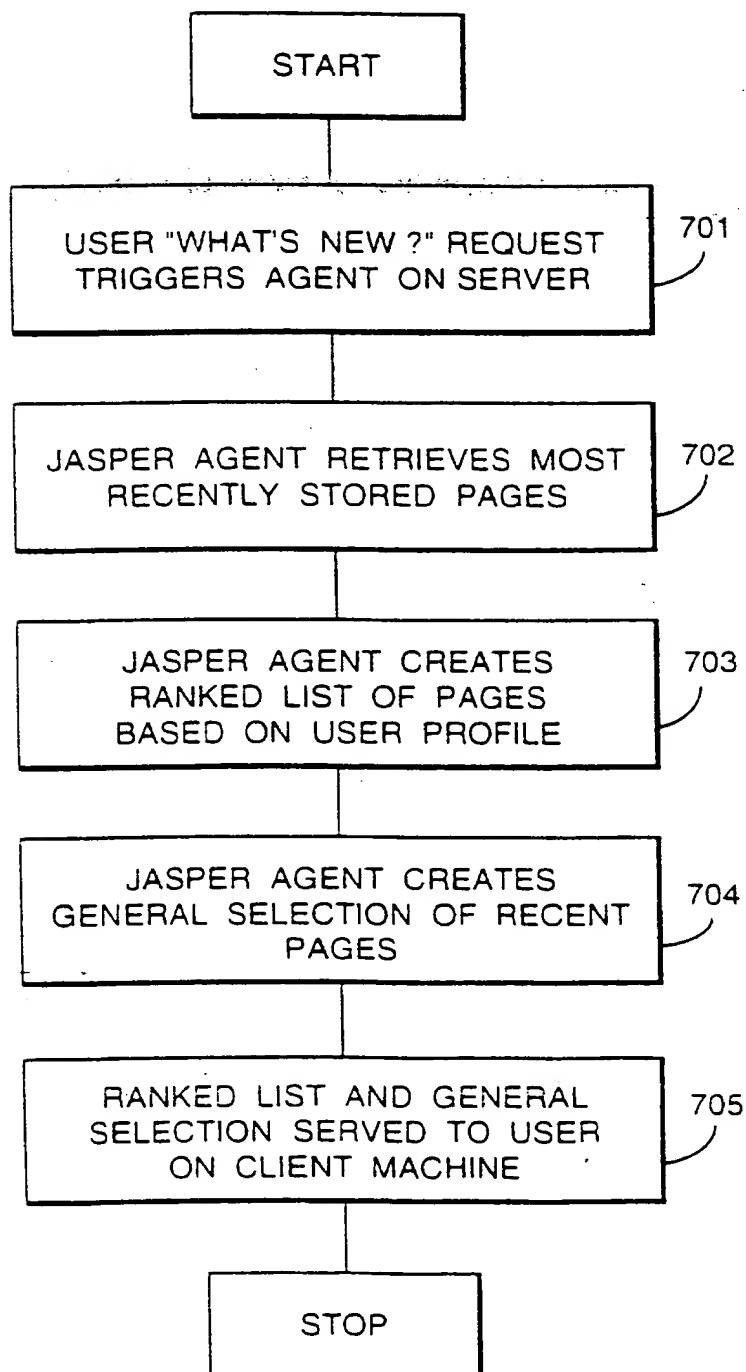 START
USER "WHAT'S NEW ?" REQUEST
TRIGGERS AGENT ON SERVER
701
JASPER AGENT RETRIEVES MOST
RECENTLY STORED PAGES
702
JASPER AGENT CREATES
RANKED LIST OF PAGES
BASED ON USER PROFILE
703
JASPER AGENT CREATES
GENERAL SELECTION OF RECENT
PAGES
704
RANKED LIST AND GENERAL
SELECTION SERVED TO USER
ON CLIENT MACHINE
705
STOP